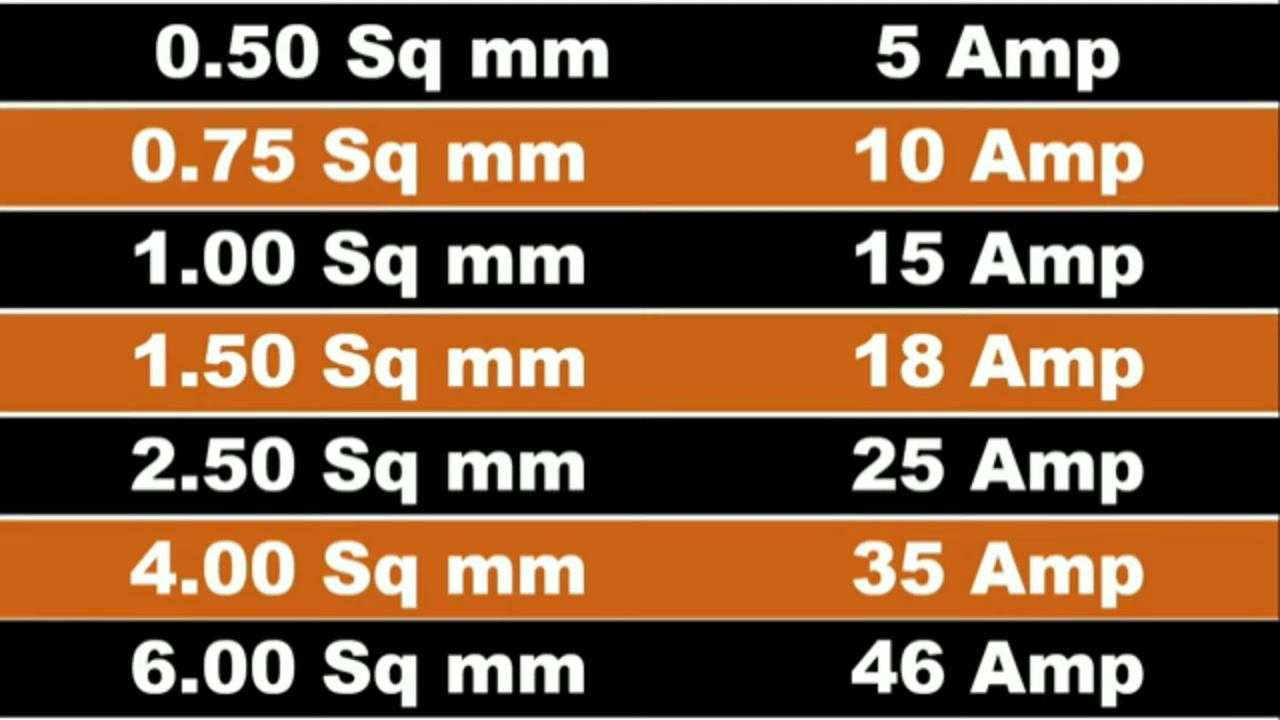 0.50 Sq mm 5 Amp
0.75 Sq mm 10 Amp
1.00 Sq mm 15 Amp
1.50 Sq mm 18 Amp
2.50 Sq mm 25 Amp
4.00 Sq mm 35 Amp
6.00 Sq mm 46 Amp